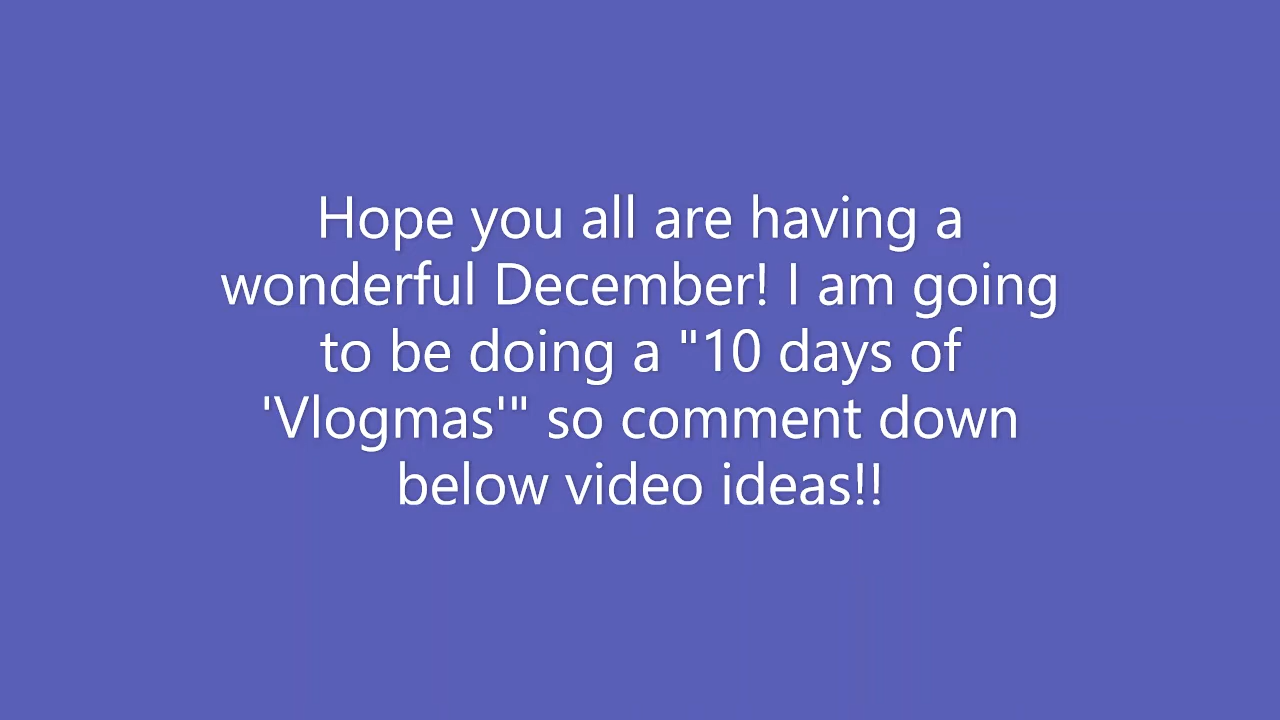 Hope you all are having a
wonderful December! I am going
to be doing a "10 days of
'Vlogmas'" so comment down
below video ideas!!